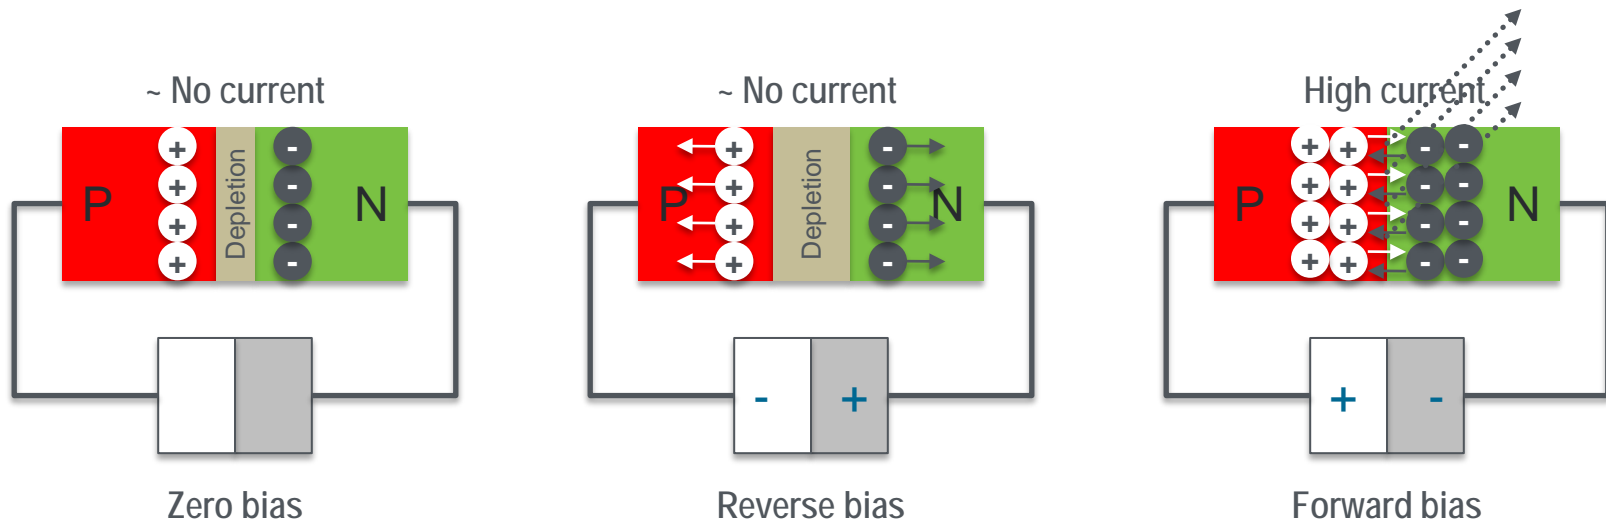 ~ No current
+ - 
+ - 
+ - 
+ - 
P
Depletion
N
Zero bias
~ No current
+ - 
+ - 
+ - 
+ - 
P
Depletion
N
- +
Reverse bias
High current
+ + - -
+ + - -
+ + - -
+ + - -
P
N
+ -
Forward bias